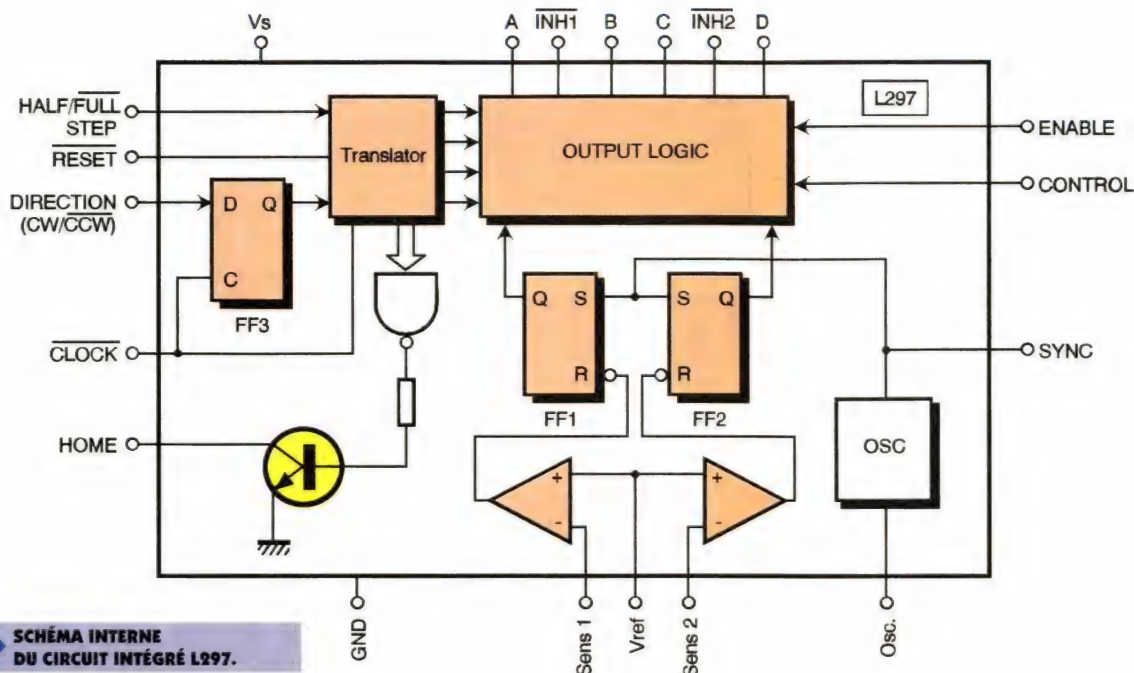 Vs
A
INH1
B
C
INH2
D
HALF/FULL
STEP
RESET
DIRECTION
(CW/CCW)
CLOCK
HOME
L297
Translator
OUTPUT LOGIC
ENABLE
CONTROL
SYNC
D Q
C
FF3
Q S
R
FF1
S Q
R
FF2
OSC
+
-
+
-
GND
Sens 1
Vref
Sens 2
Osc.
SCHÉMA INTERNE
DU CIRCUIT INTÉGRÉ L297.